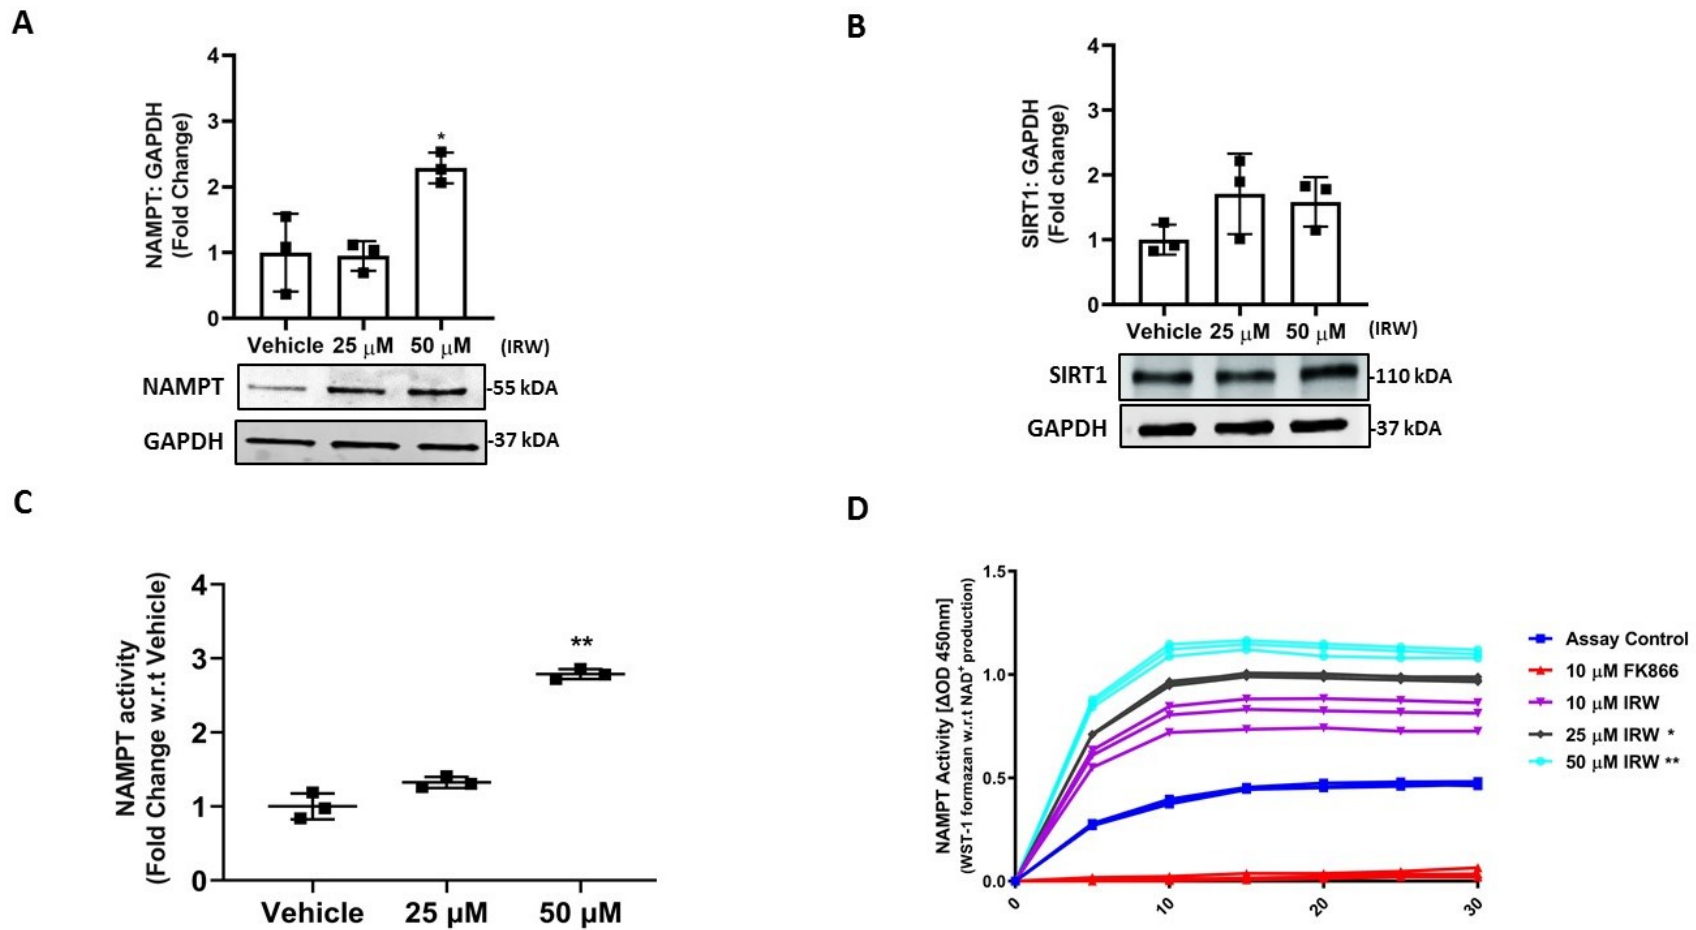 A
NAMPT: GAPDH
(Fold Change)
4
3
2
1
0
*
Vehicle 25 μM 50 μM (IRW)
NAMPT -55 kDA
GAPDH -37 kDA
B
SIRT1: GAPDH
(Fold change)
4
3
2
1
0
Vehicle 25 μM 50 μM (IRW)
SIRT1 -110 kDA
GAPDH -37 kDA
C
NAMPT activity
(Fold Change w.r.t Vehicle)
4
3
2
1
0
**
Vehicle 25 μM 50 μM
D
NAMPT Activity [ΔOD 450nm]
(WST-1 formazan w.r.t NAD⁺ production)
1.5
1.0
0.5
0.0
0 10 20 30
Assay Control
10 μM FK866
10 μM IRW
25 μM IRW *
50 μM IRW **